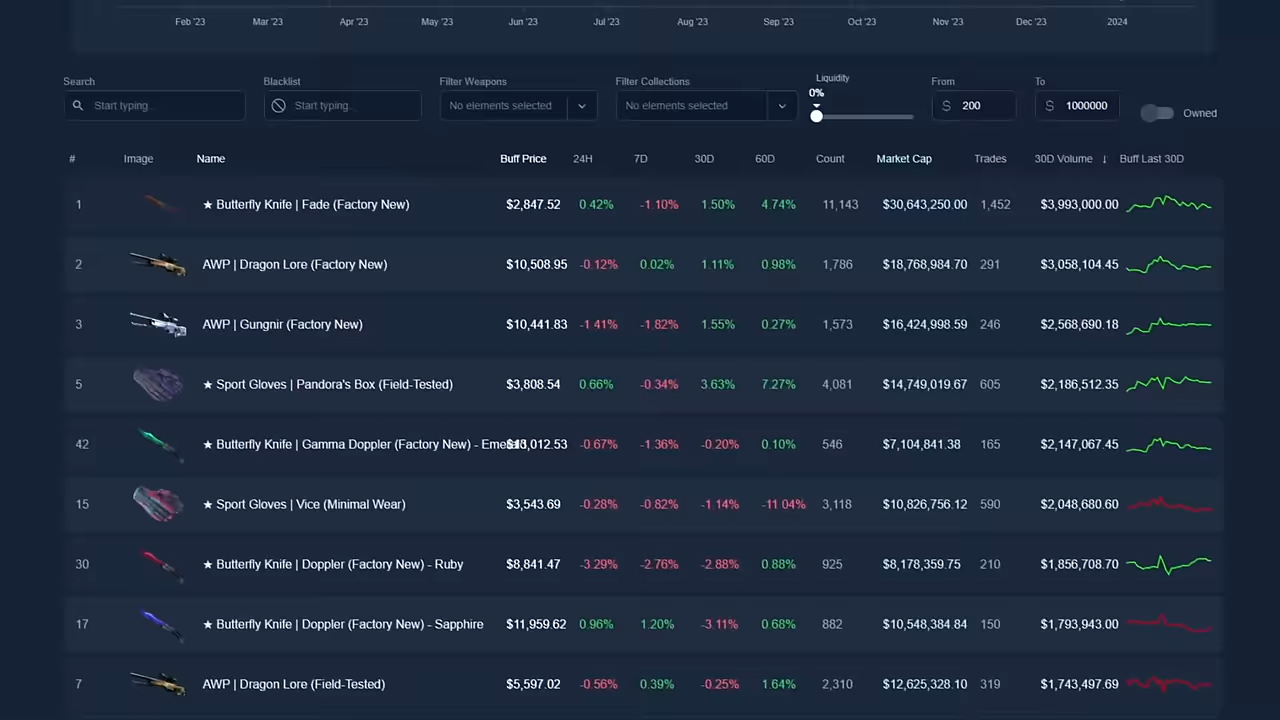 Feb '23 Mar '23 Apr '23 May '23 Jun '23 Jul '23 Aug '23 Sep '23 Oct '23 Nov '23 Dec '23 2024
Search Blacklist Filter Weapons Filter Collections Liquidity From To
0%
Start typing... Start typing... No elements selected No elements selected $ 200 $ 1000000 Owned
# Image Name Buff Price 24H 7D 30D 60D Count Market Cap Trades 30D Volume ↓ Buff Last 30D
1 ★ Butterfly Knife | Fade (Factory New) $2,847.52 0.42% -1.10% 1.50% 4.74% 11,143 $30,643,250.00 1,452 $3,993,000.00
2 AWP | Dragon Lore (Factory New) $10,508.95 -0.12% 0.02% 1.11% 0.98% 1,786 $18,768,984.70 291 $3,058,104.45
3 AWP | Gungnir (Factory New) $10,441.83 -1.41% -1.82% 1.55% 0.27% 1,573 $16,424,998.59 246 $2,568,690.18
5 ★ Sport Gloves | Pandora's Box (Field-Tested) $3,808.54 0.66% -0.34% 3.63% 7.27% 4,081 $14,749,019.67 605 $2,186,512.35
42 ★ Butterfly Knife | Gamma Doppler (Factory New) - 012.53 -0.67% -1.36% -0.20% 0.10% 546 $7,104,841.38 165 $2,147,067.45
15 ★ Sport Gloves | Vice (Minimal Wear) $3,543.69 -0.28% -0.82% -1.14% -11.04% 3,118 $10,826,756.12 590 $2,048,680.60
30 ★ Butterfly Knife | Doppler (Factory New) - Ruby $8,841.47 -3.29% -2.76% -2.88% 0.88% 925 $8,178,359.75 210 $1,856,708.70
17 ★ Butterfly Knife | Doppler (Factory New) - Sapphire $11,959.62 0.96% 1.20% -3.11% 0.68% 882 $10,548,384.84 150 $1,793,943.00
7 AWP | Dragon Lore (Field-Tested) $5,597.02 -0.56% 0.39% -0.25% 1.64% 2,310 $12,625,328.10 319 $1,743,497.69